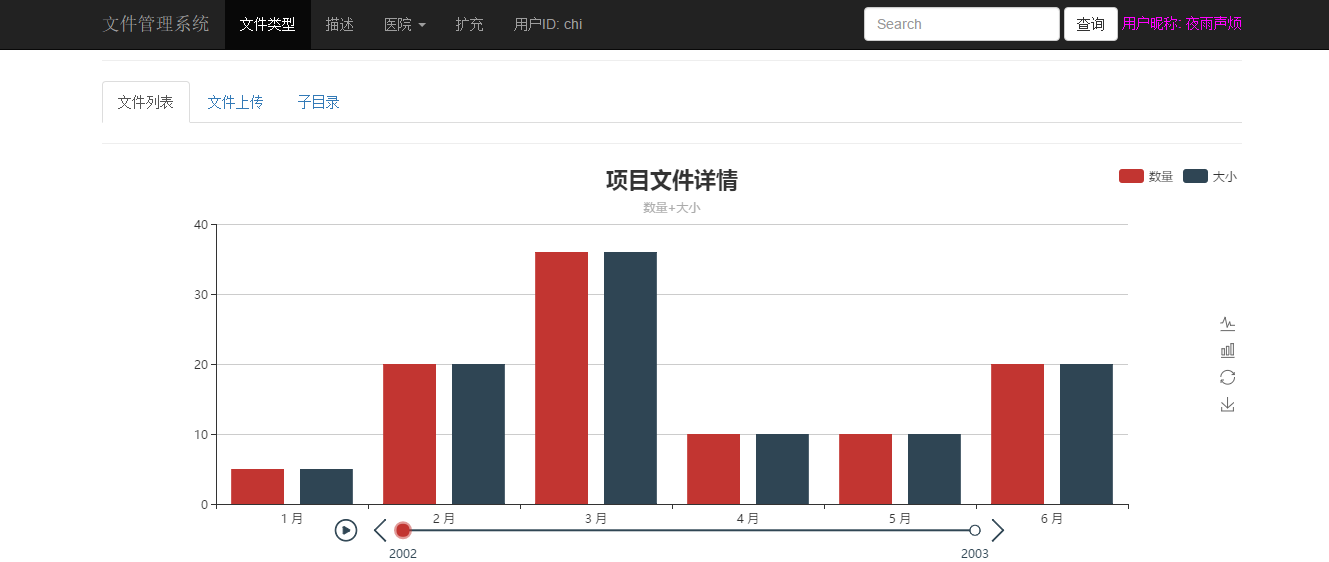 文件管理系统 文件类型 描述 医院 扩充 用户ID: chi Search 查询 用户昵称: 夜雨声烦
文件列表 文件上传 子目录
项目文件详情
数量 大小
数量+大小
40
30
20
10
0
1 月 2 月 3 月 4 月 5 月 6 月
2002 2003